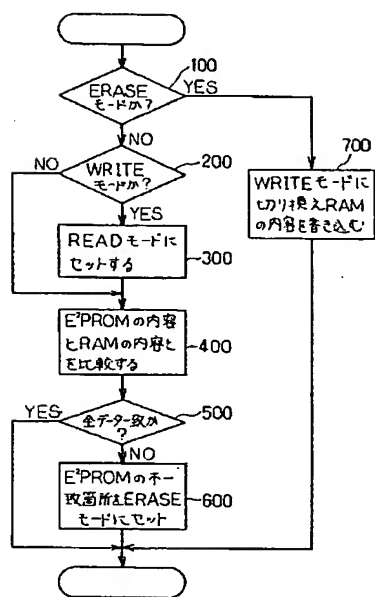 100
ERASE
モードか?
YES
NO
200
NO
WRITE
モードか?
YES
READモードに
セットする
300
700
WRITEモードに
切り換えRAM
の内容を書き込む
E²PROMの内容
とRAMの内容と
を比較する
400
YES
500
全データ一致か
?
NO
E²PROMの不一
致箇所をERASE
モードにセット
600